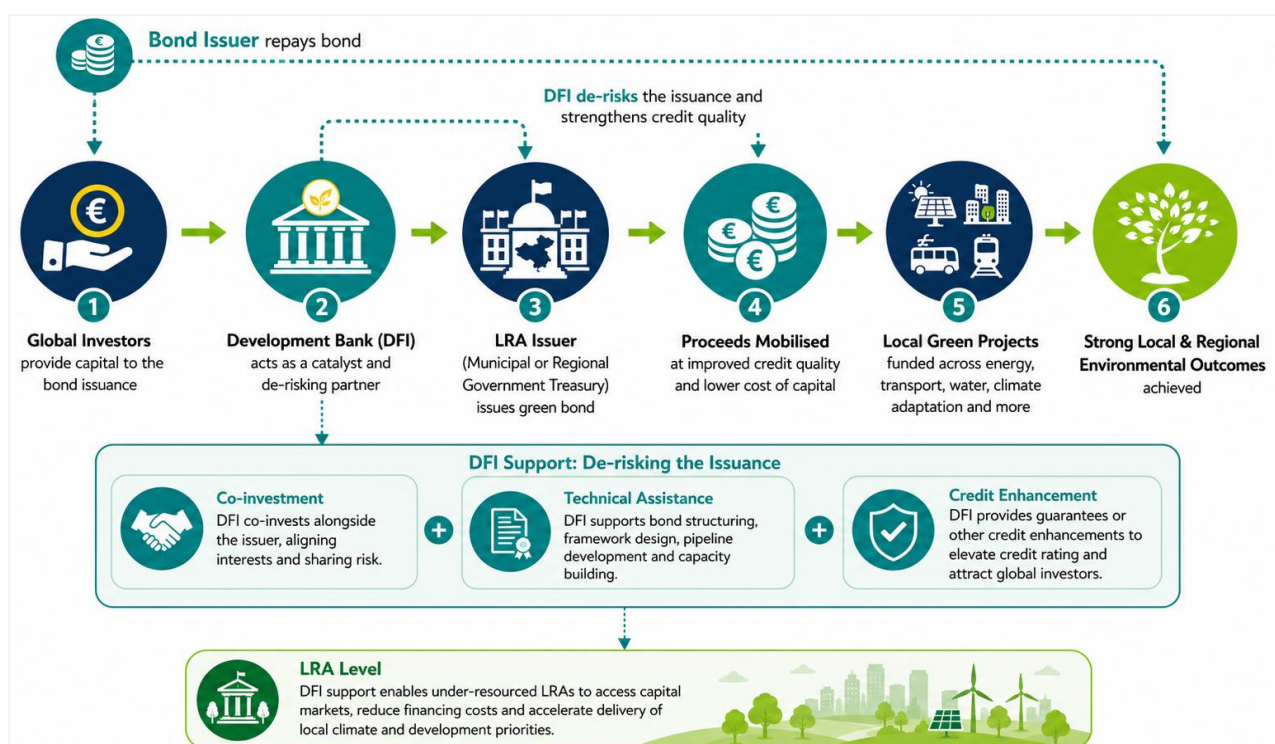 Bond Issuer repays bond
DFI de-risks the issuance and
strengthens credit quality
€
1
Global Investors
provide capital to the
bond issuance
2
Development Bank (DFI)
acts as a catalyst and
de-risking partner
3
LRA Issuer
(Municipal or Regional
Government Treasury)
issues green bond
€
€
€
4
Proceeds Mobilised
at improved credit quality
and lower cost of capital
5
Local Green Projects
funded across energy,
transport, water, climate
adaptation and more
6
Strong Local & Regional
Environmental Outcomes
achieved
DFI Support: De-risking the Issuance
Co-investment
DFI co-invests alongside
the issuer, aligning
interests and sharing risk.
+
Technical Assistance
DFI supports bond structuring,
framework design, pipeline
development and capacity
building.
+
Credit Enhancement
DFI provides guarantees or
other credit enhancements to
elevate credit rating and
attract global investors.
LRA Level
DFI support enables under-resourced LRAs to access capital
markets, reduce financing costs and accelerate delivery of
local climate and development priorities.